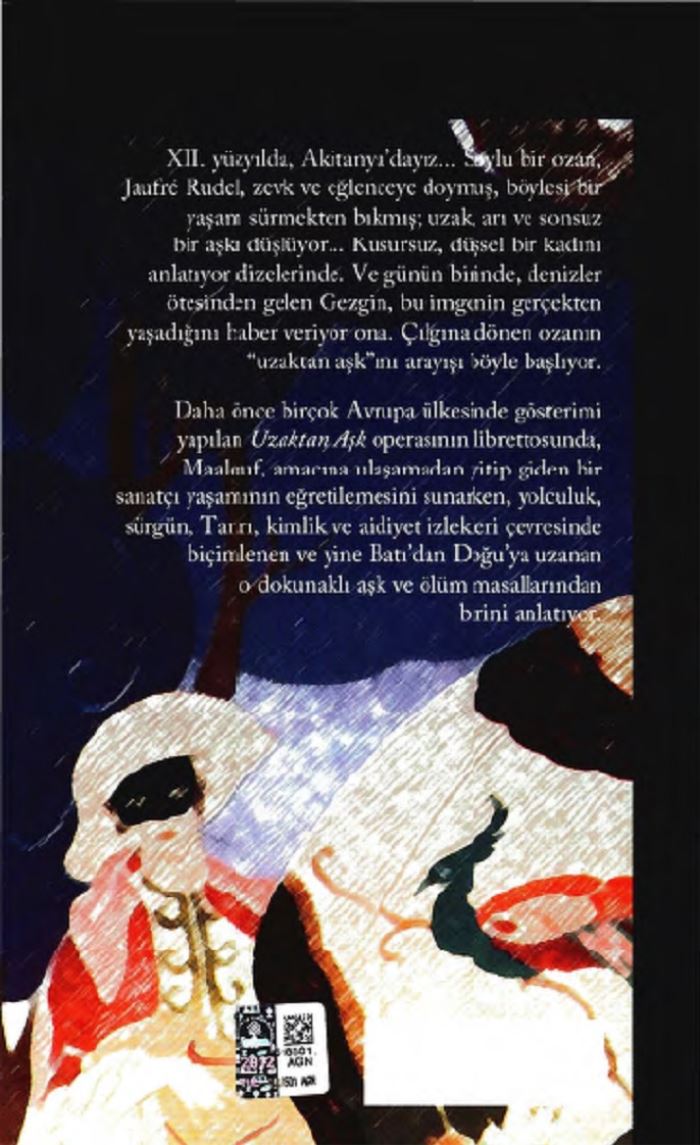 XII. yüzyılda, Akitanya'dayız... Soylu bir ozan,
Jaufré Rudel, zevk ve eğlenceye doymuş, böylesi bir
yaşam sürmekten bıkmış; uzak, arı ve sonsuz
bir aşkı düşlüyor... Kusursuz, düşsel bir kadını
anlatıyor dizelerinde. Ve günün birinde, denizler
ötesinden gelen Gezgin, bu imgenin gerçekten
yaşadığını haber veriyor ona. Çılgına dönen ozanın
"uzaktan aşk"ını arayışı böyle başlıyor.
Daha önce birçok Avrupa ülkesinde gösterimi
yapılan Uzaktan Aşk operasının librettosunda,
Maalouf, amacına ulaşamadan yitip giden bir
sanatçı yaşamının eğretilemesini sunarken, yolculuk,
sürgün, Tanrı, kimlik ve aidiyet izlekleri çevresinde
biçimlenen ve yine Batı'dan Doğu'ya uzanan
o dokunaklı aşk ve ölüm masallarından
birini anlatıyor.
AGN